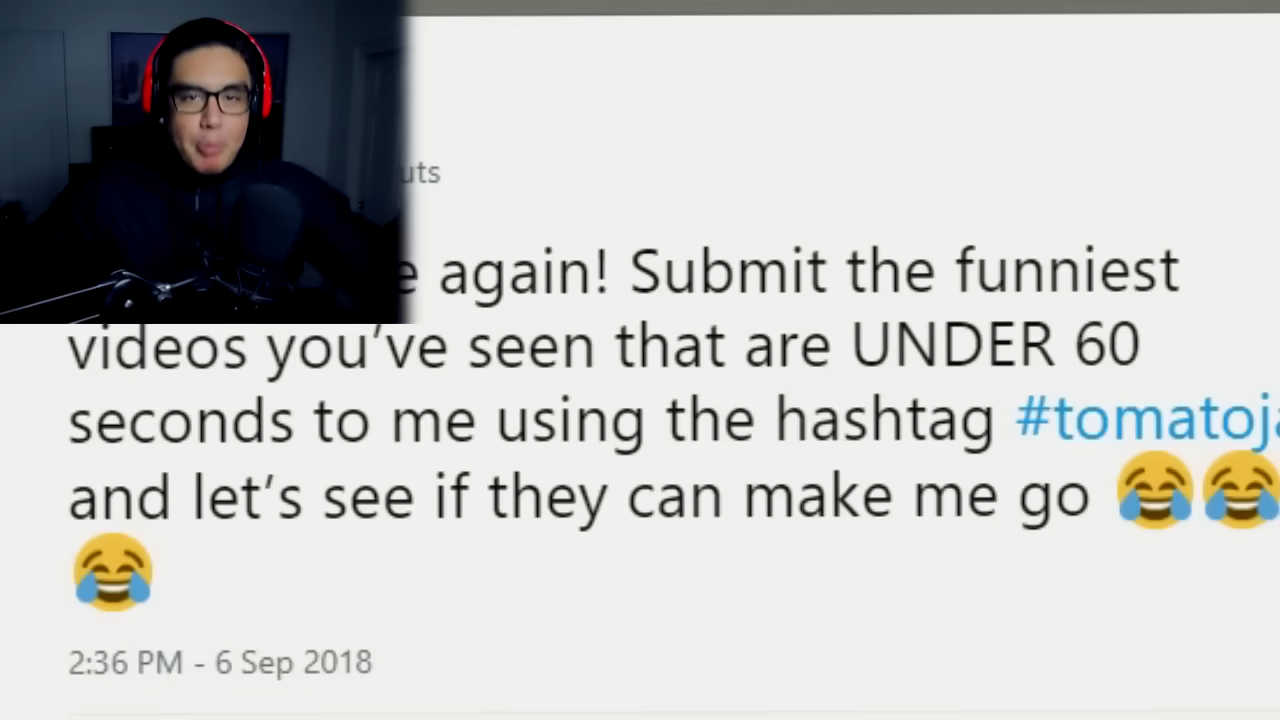 uts
e again! Submit the funniest
videos you've seen that are UNDER 60
seconds to me using the hashtag #tomatoja
and let's see if they can make me go 😂😂
😂
2:36 PM - 6 Sep 2018